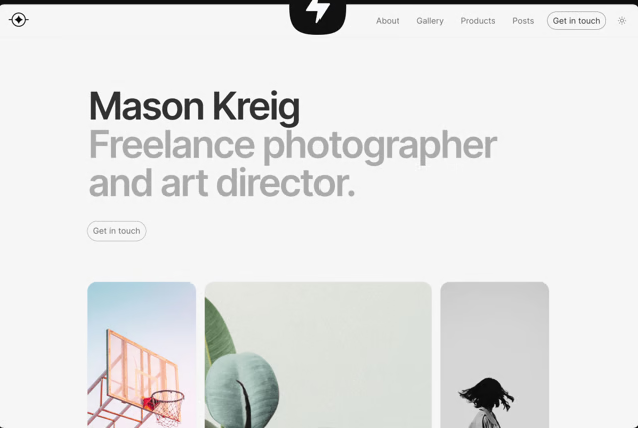 About
Gallery
Products
Posts
Get in touch
Mason Kreig
Freelance photographer
and art director.
Get in touch